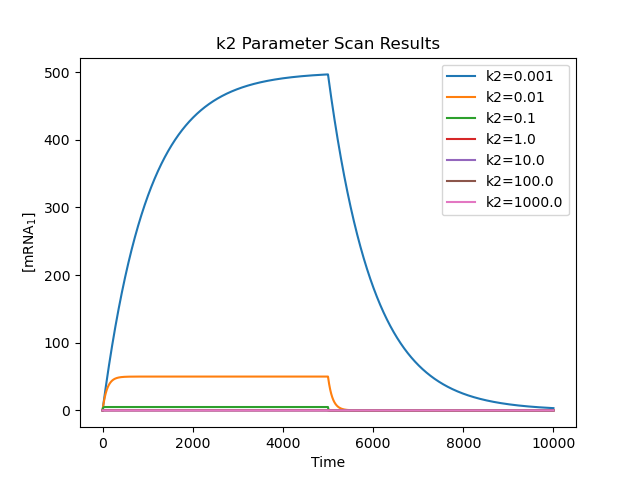 k2 Parameter Scan Results
500
400
300
200
100
0
[mRNA₁]
0
2000
4000
6000
8000
10000
Time
k2=0.001
k2=0.01
k2=0.1
k2=1.0
k2=10.0
k2=100.0
k2=1000.0